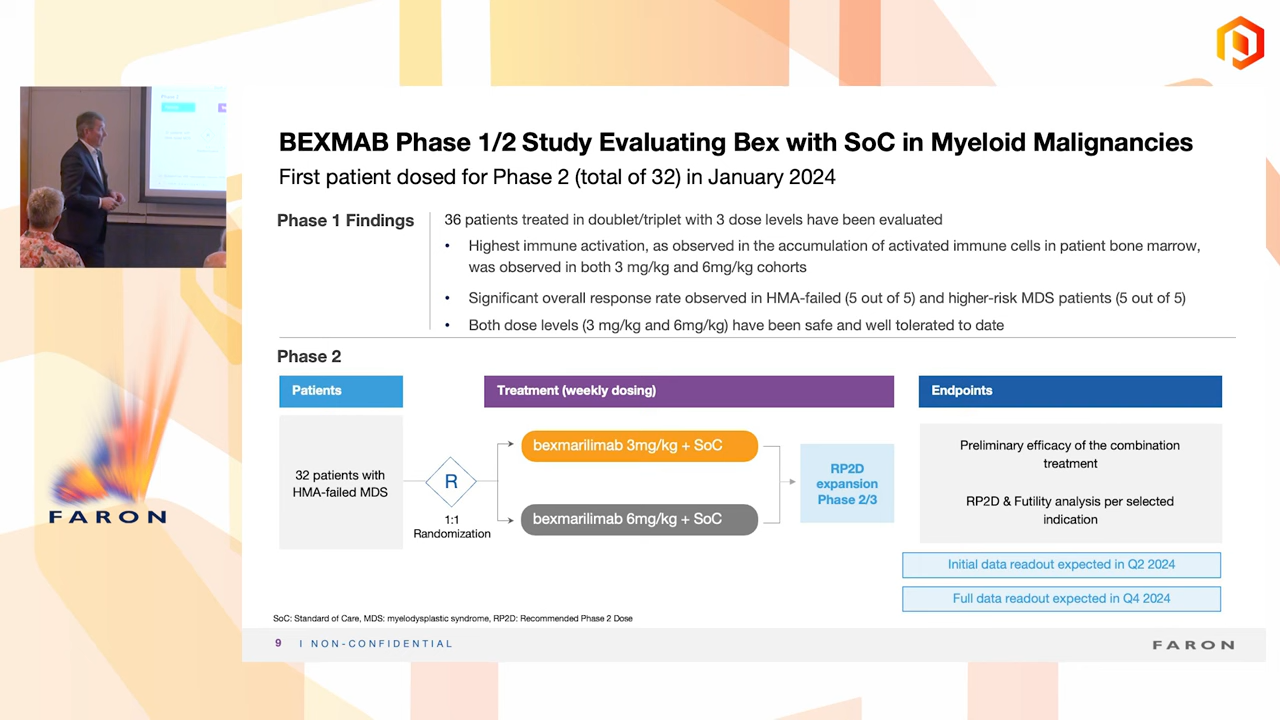 BEXMAB Phase 1/2 Study Evaluating Bex with SoC in Myeloid Malignancies
First patient dosed for Phase 2 (total of 32) in January 2024
Phase 1 Findings
36 patients treated in doublet/triplet with 3 dose levels have been evaluated
• Highest immune activation, as observed in the accumulation of activated immune cells in patient bone marrow,
was observed in both 3 mg/kg and 6mg/kg cohorts
• Significant overall response rate observed in HMA-failed (5 out of 5) and higher-risk MDS patients (5 out of 5)
• Both dose levels (3 mg/kg and 6mg/kg) have been safe and well tolerated to date
Phase 2
Patients
32 patients with
HMA-failed MDS
R
1:1
Randomization
Treatment (weekly dosing)
bexmarilimab 3mg/kg + SoC
bexmarilimab 6mg/kg + SoC
RP2D
expansion
Phase 2/3
Endpoints
Preliminary efficacy of the combination
treatment
RP2D & Futility analysis per selected
indication
Initial data readout expected in Q2 2024
Full data readout expected in Q4 2024
SoC: Standard of Care, MDS: myelodysplastic syndrome, RP2D: Recommended Phase 2 Dose
9 I NON-CONFIDENTIAL
FARON
FARON